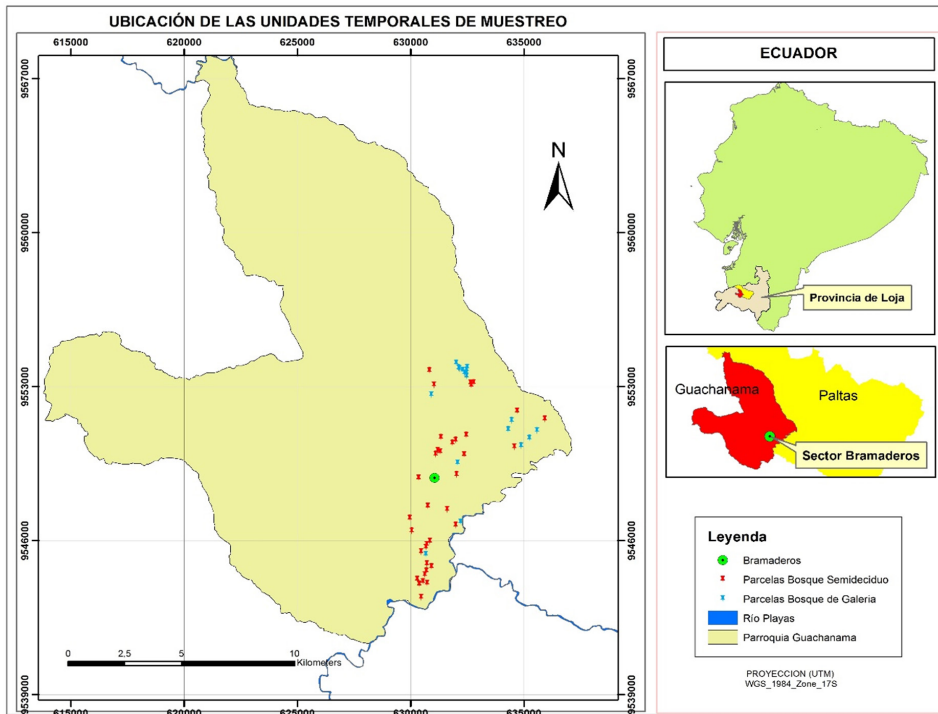 UBICACIÓN DE LAS UNIDADES TEMPORALES DE MUESTREO
615000 620000 625000 630000 635000
9567000
9560000
9553000
9546000
9539000
N
0 2,5 5 10
Kilometers
615000 620000 625000 630000 635000
9567000
9560000
9553000
9546000
9539000
ECUADOR
Provincia de Loja
Guachanama
Paltas
Sector Bramaderos
Leyenda
Bramaderos
Parcelas Bosque Semideciduo
Parcelas Bosque de Galeria
Río Playas
Parroquia Guachanama
PROYECCION (UTM)
WGS_1984_Zone_17S